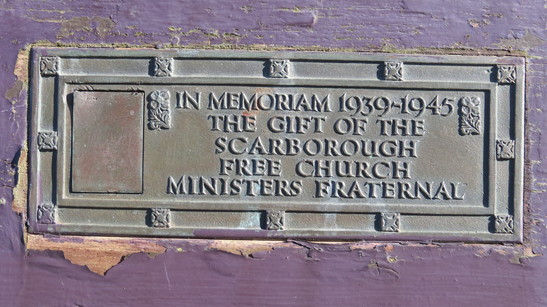 IN MEMORIAM 1939-1945
THE GIFT OF THE
SCARBOROUGH
FREE CHURCH
MINISTERS FRATERNAL